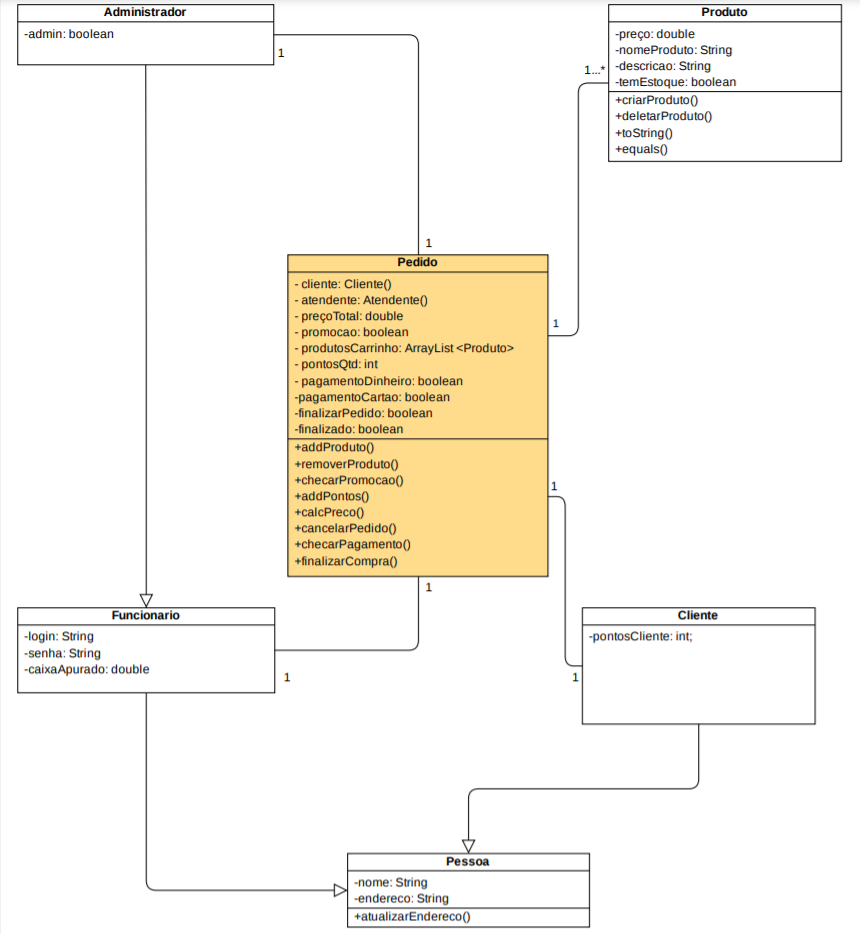 Administrador
-admin: boolean
1
Produto
-preço: double
-nomeProduto: String
-descricao: String
-temEstoque: boolean
+criarProduto()
+deletarProduto()
+toString()
+equals()
1...*
1
Pedido
- cliente: Cliente()
- atendente: Atendente()
- preçoTotal: double
- promocao: boolean
- produtosCarrinho: ArrayList <Produto>
- pontosQtd: int
- pagamentoDinheiro: boolean
-pagamentoCartao: boolean
-finalizarPedido: boolean
-finalizado: boolean
+addProduto()
+removerProduto()
+checarPromocao()
+addPontos()
+calcPreco()
+cancelarPedido()
+checarPagamento()
+finalizarCompra()
1
1
1
Funcionario
-login: String
-senha: String
-caixaApurado: double
1
Cliente
-pontosCliente: int;
1
Pessoa
-nome: String
-endereco: String
+atualizarEndereco()